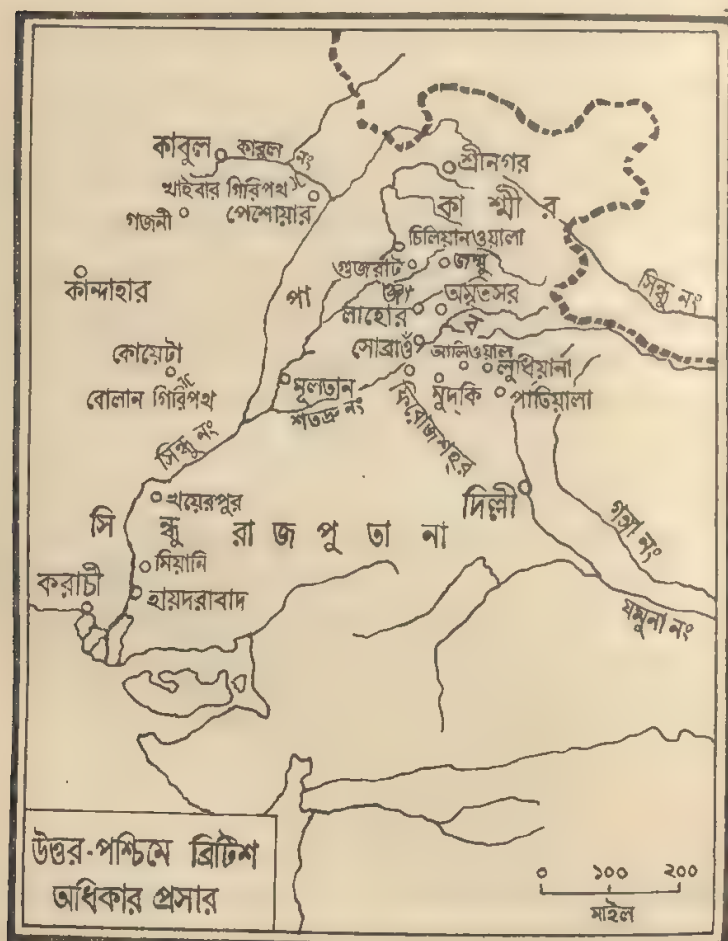 কাবুল
কাবুল নং
খাইবার গিরিপথ
পেশোয়ার
গজনী
শ্রীনগর
কা শ্মী র
চিলিয়ানওয়ালা
গুজরাট
জম্মু
কান্দাহার
পা ঞ্জা ব
অমৃতসর
লাহোর
সিন্ধু নং
সোব্রাওঁ
আলিওয়াল
লুধিয়ানা
কোয়েটা
বোলান গিরিপথ
মুলতান
শতদ্রু নং
মুদকি
পাতিয়ালা
ফিরোজশহর
সিন্ধু নং
খয়েরপুর
দিল্লী
গঙ্গা নং
সি ন্ধু
রা জ পু তা না
মিয়ানি
করাচী
হায়দরাবাদ
যমুনা নং
উত্তর-পশ্চিমে ব্রিটিশ
অধিকার প্রসার
০ ১০০ ২০০
মাইল